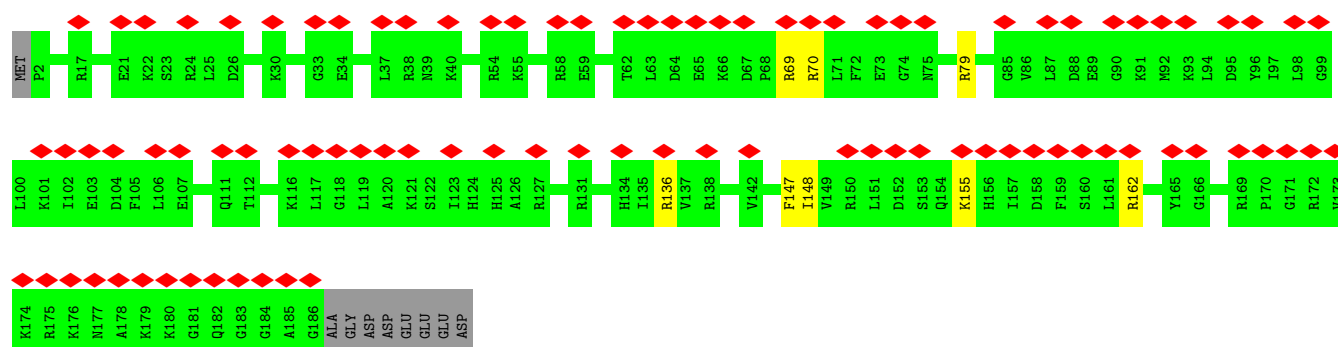 MET P2 R17 E21 K22 S23 R24 L25 D26 K30 G33 E34 L37 R38 N39 K40 R54 K55 R58 E59 T62 L63 D64 E65 K66 D67 P68 R69 R70 L71 F72 E73 G74 N75 R79 G85 V86 L87 D88 E89 G90 K91 M92 K93 L94 D95 Y96 I97 L98 G99
L100 K101 I102 E103 D104 F105 L106 E107 Q111 T112 K116 L117 G118 L119 A120 K121 S122 I123 H124 H125 A126 R127 R131 H134 I135 R136 V137 R138 V142 F147 I148 V149 R150 L151 D152 S153 Q154 K155 H156 I157 D158 F159 S160 L161 R162 Y165 G166 R169 P170 G171 R172 V173
K174 R175 K176 N177 A178 K179 K180 G181 Q182 G183 G184 A185 G186 ALA GLY ASP ASP GLU GLU GLU ASP